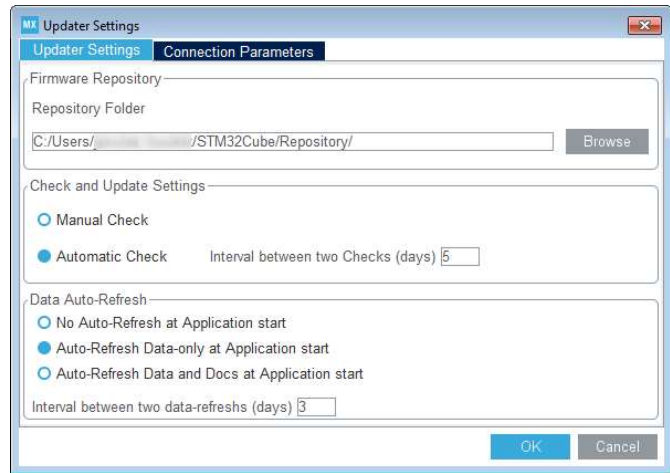 MX Updater Settings
Updater Settings Connection Parameters
Firmware Repository
Repository Folder
C:/Users/ /STM32Cube/Repository/ Browse
Check and Update Settings
Manual Check
Automatic Check Interval between two Checks (days) 5
Data Auto-Refresh
No Auto-Refresh at Application start
Auto-Refresh Data-only at Application start
Auto-Refresh Data and Docs at Application start
Interval between two data-refreshs (days) 3
OK Cancel